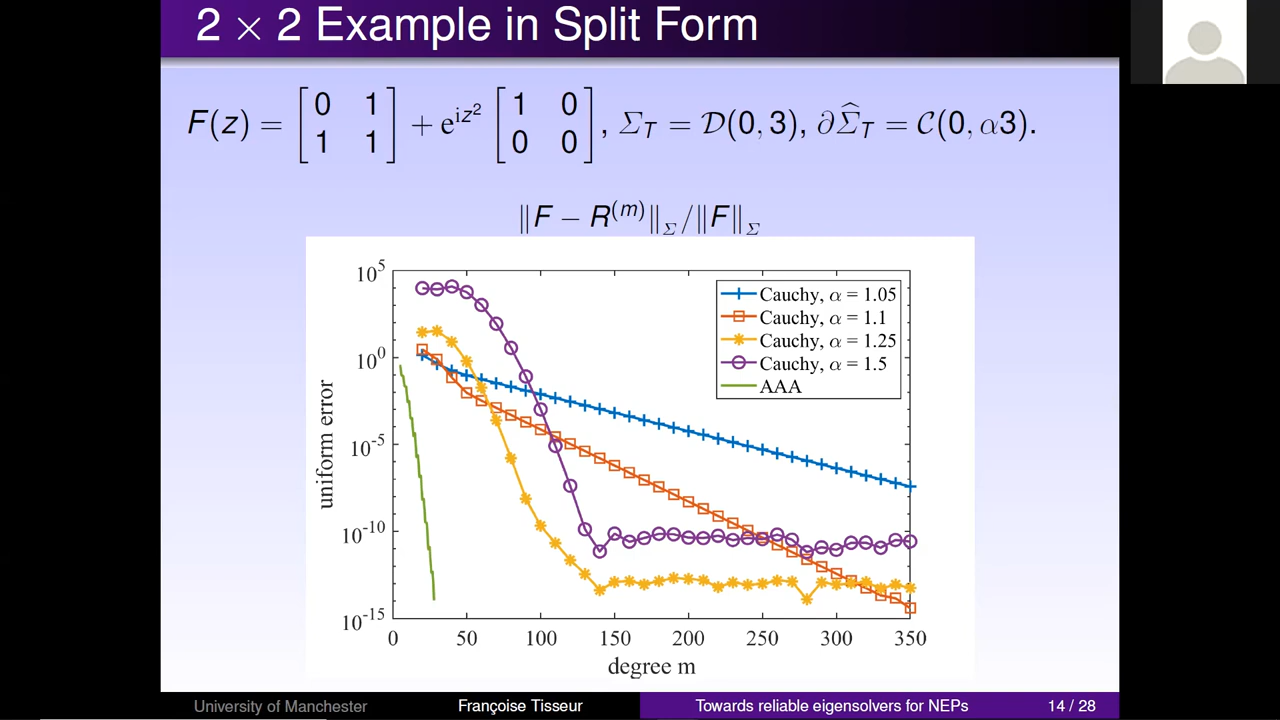 2 × 2 Example in Split Form
F(z) = [0 1; 1 1] + e^{iz^2} [1 0; 0 0], Σ_T = 𝒟(0, 3), ∂Σ̂_T = 𝒞(0, α3).
‖F − R^{(m)}‖_Σ/‖F‖_Σ
10^5
10^0
10^-5
10^-10
10^-15
uniform error
Cauchy, α = 1.05
Cauchy, α = 1.1
Cauchy, α = 1.25
Cauchy, α = 1.5
AAA
0 50 100 150 200 250 300 350
degree m
University of Manchester Françoise Tisseur Towards reliable eigensolvers for NEPs 14 / 28